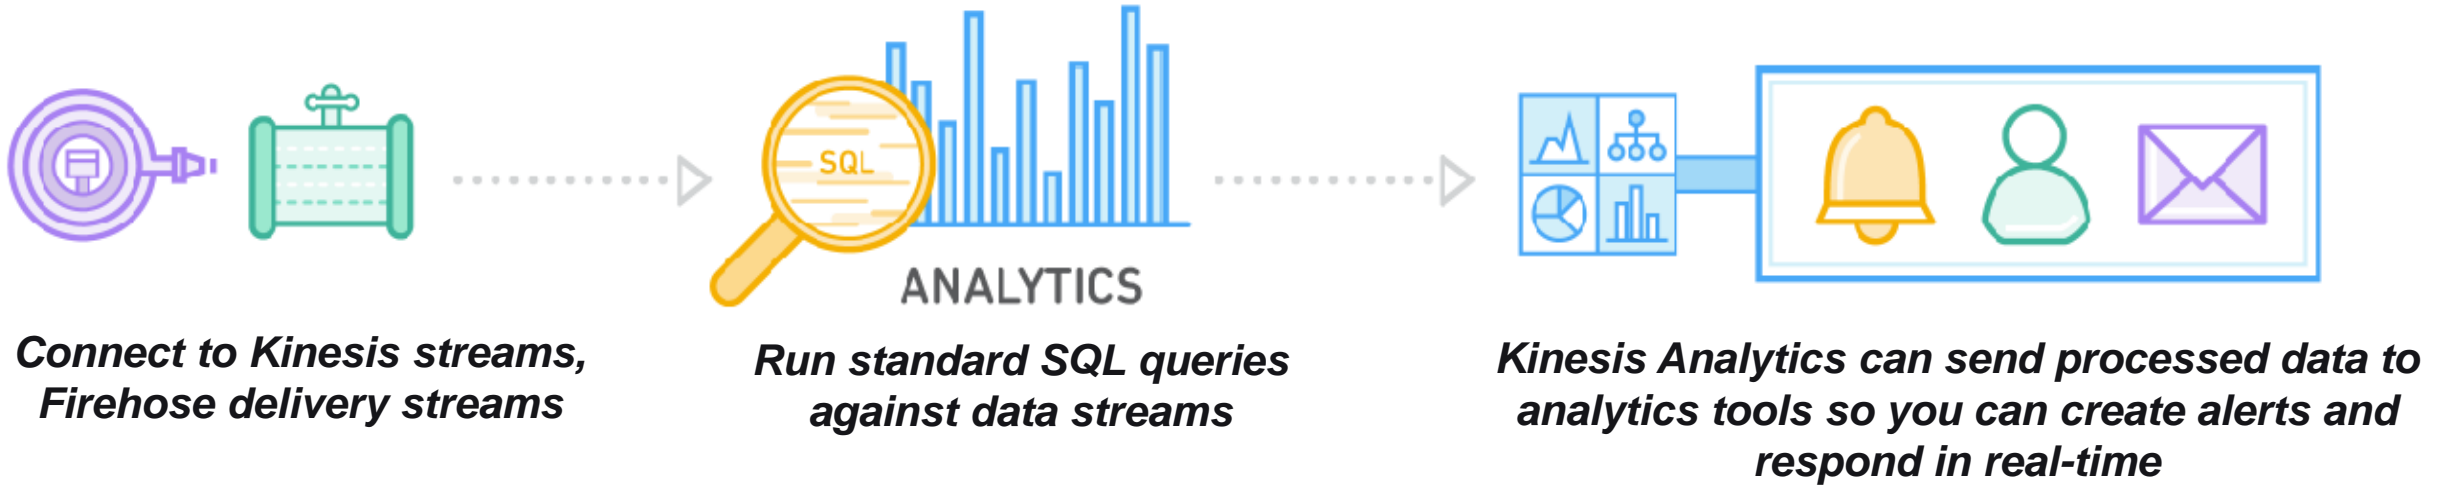 SQL
ANALYTICS
Connect to Kinesis streams,
Firehose delivery streams
Run standard SQL queries
against data streams
Kinesis Analytics can send processed data to
analytics tools so you can create alerts and
respond in real-time